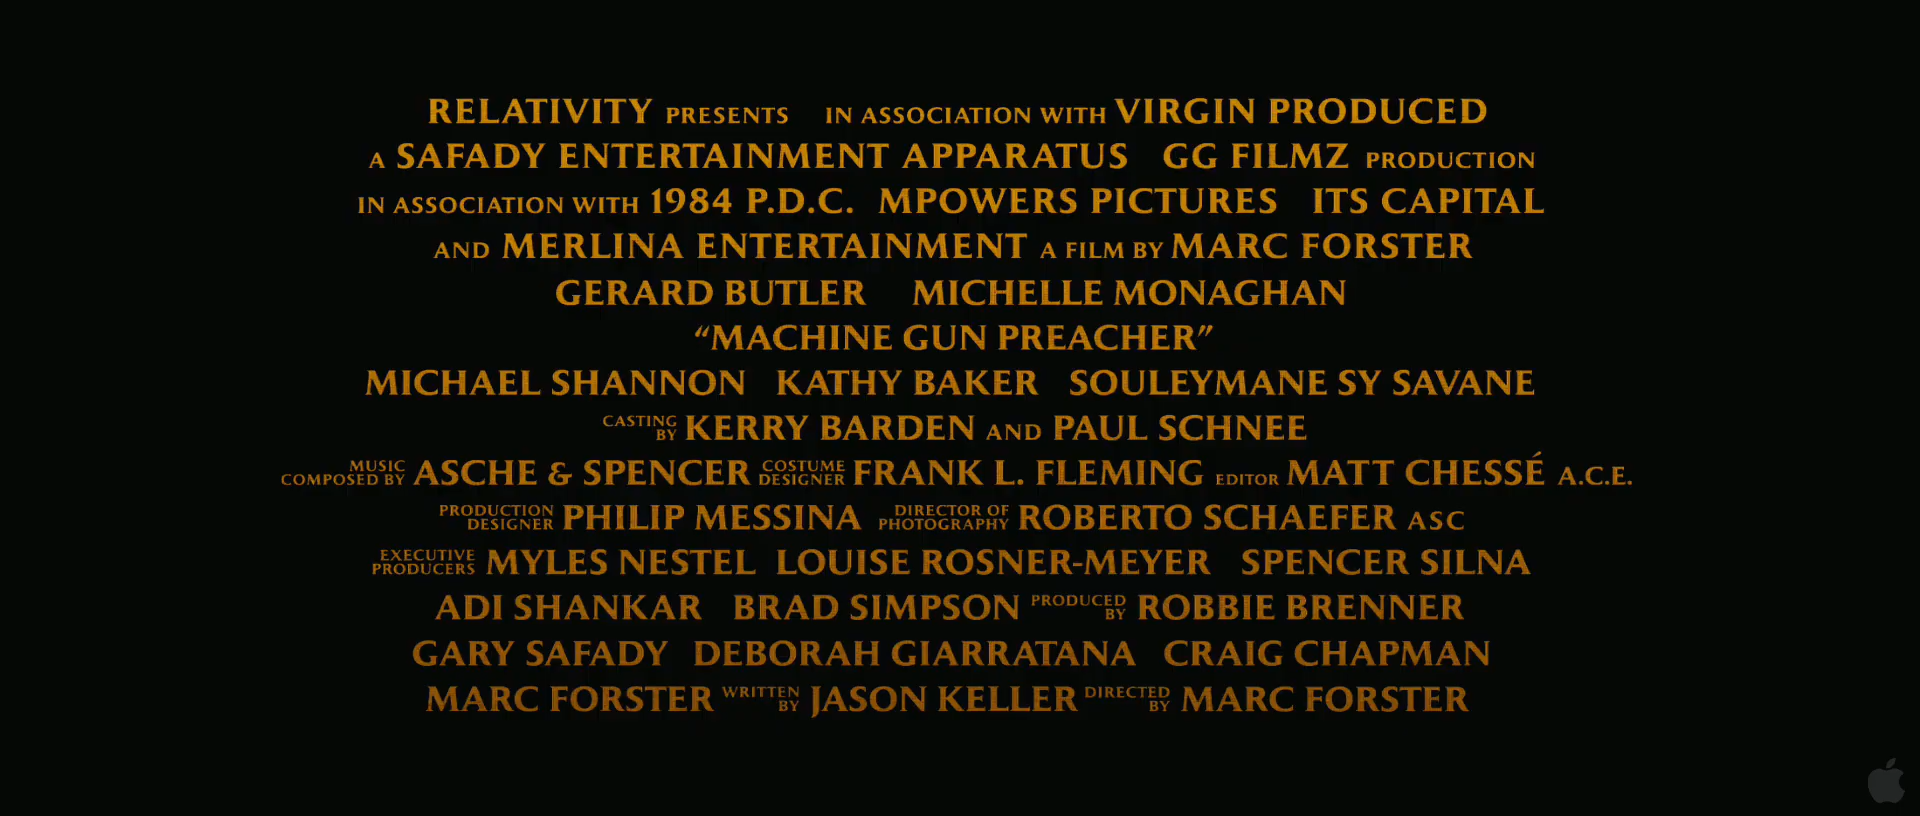 RELATIVITY PRESENTS IN ASSOCIATION WITH VIRGIN PRODUCED
A SAFADY ENTERTAINMENT APPARATUS GG FILMZ PRODUCTION
IN ASSOCIATION WITH 1984 P.D.C. MPOWERS PICTURES ITS CAPITAL
AND MERLINA ENTERTAINMENT A FILM BY MARC FORSTER
GERARD BUTLER MICHELLE MONAGHAN
“MACHINE GUN PREACHER”
MICHAEL SHANNON KATHY BAKER SOULEYMANE SY SAVANE
CASTING BY KERRY BARDEN AND PAUL SCHNEE
MUSIC COMPOSED BY ASCHE & SPENCER COSTUME DESIGNER FRANK L. FLEMING EDITOR MATT CHESSÉ A.C.E.
PRODUCTION DESIGNER PHILIP MESSINA DIRECTOR OF PHOTOGRAPHY ROBERTO SCHAEFER ASC
EXECUTIVE PRODUCERS MYLES NESTEL LOUISE ROSNER-MEYER SPENCER SILNA
ADI SHANKAR BRAD SIMPSON PRODUCED BY ROBBIE BRENNER
GARY SAFADY DEBORAH GIARRATANA CRAIG CHAPMAN
MARC FORSTER WRITTEN BY JASON KELLER DIRECTED BY MARC FORSTER